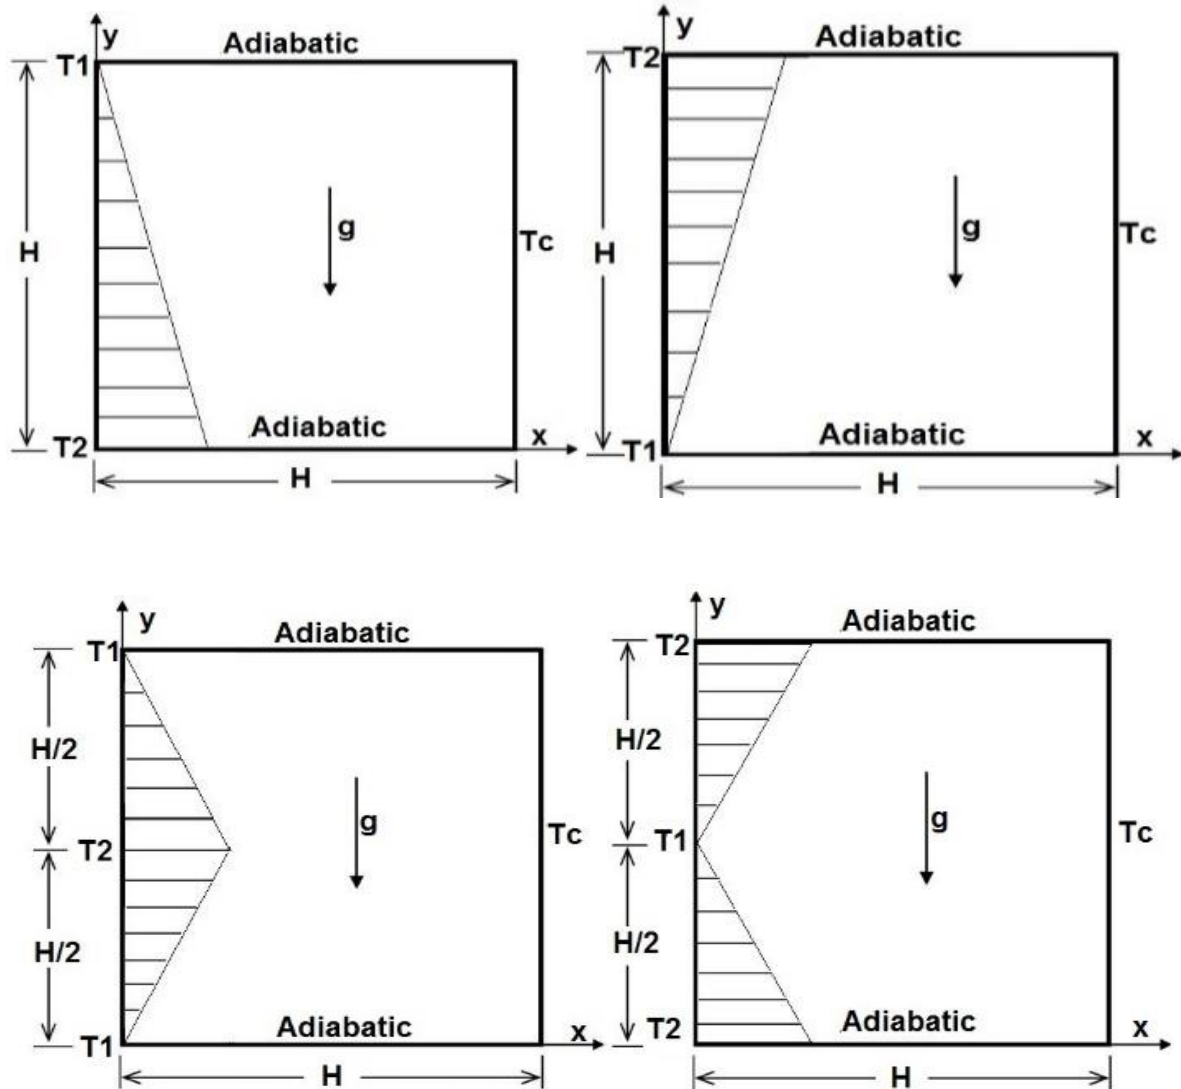 y
Adiabatic
T1
H
g
Tc
Adiabatic
T2
x
H
y
Adiabatic
T2
H
g
Tc
Adiabatic
T1
x
H
y
Adiabatic
T1
H/2
g
T2
Tc
H/2
Adiabatic
T1
x
H
y
Adiabatic
T2
H/2
g
T1
Tc
H/2
Adiabatic
T2
x
H